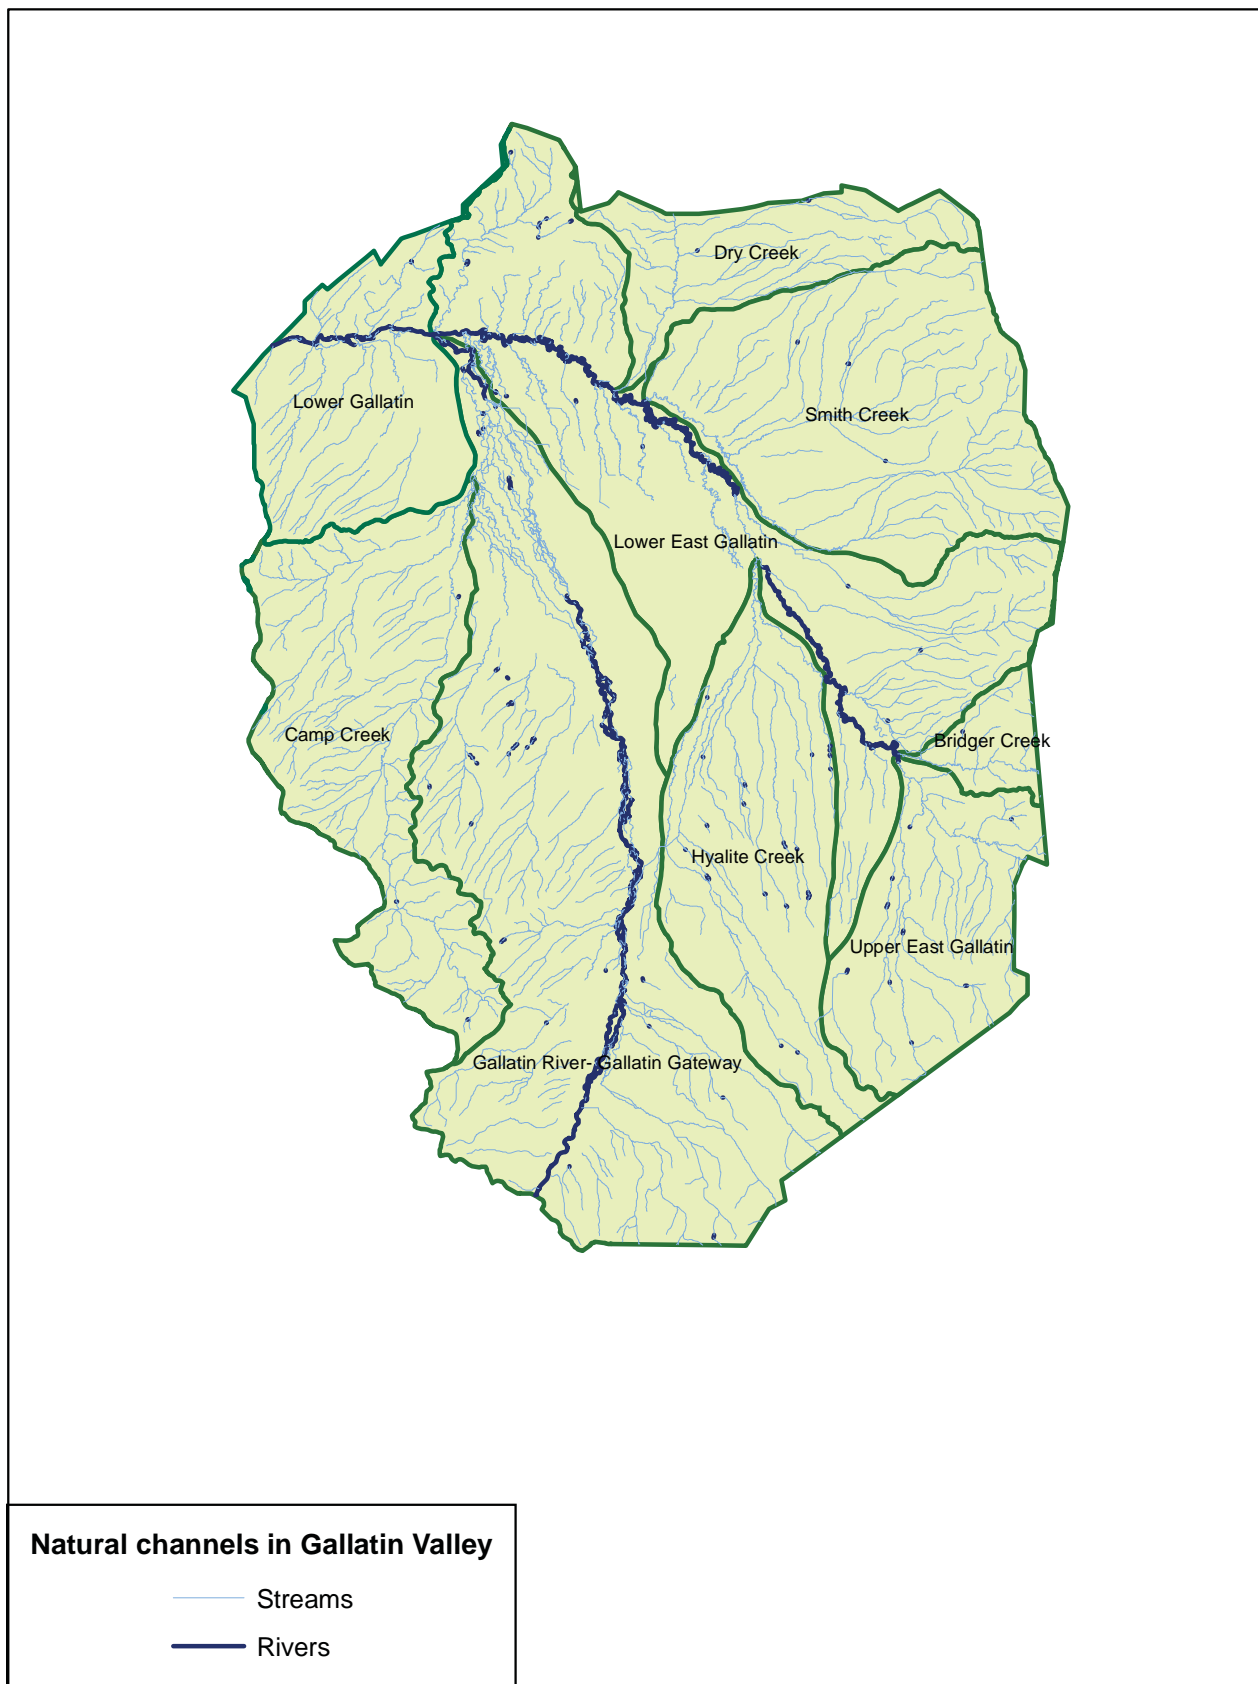 Dry Creek
Lower Gallatin
Smith Creek
Lower East Gallatin
Camp Creek
Bridger Creek
Hyalite Creek
Upper East Gallatin
Gallatin River- Gallatin Gateway
Natural channels in Gallatin Valley
Streams
Rivers